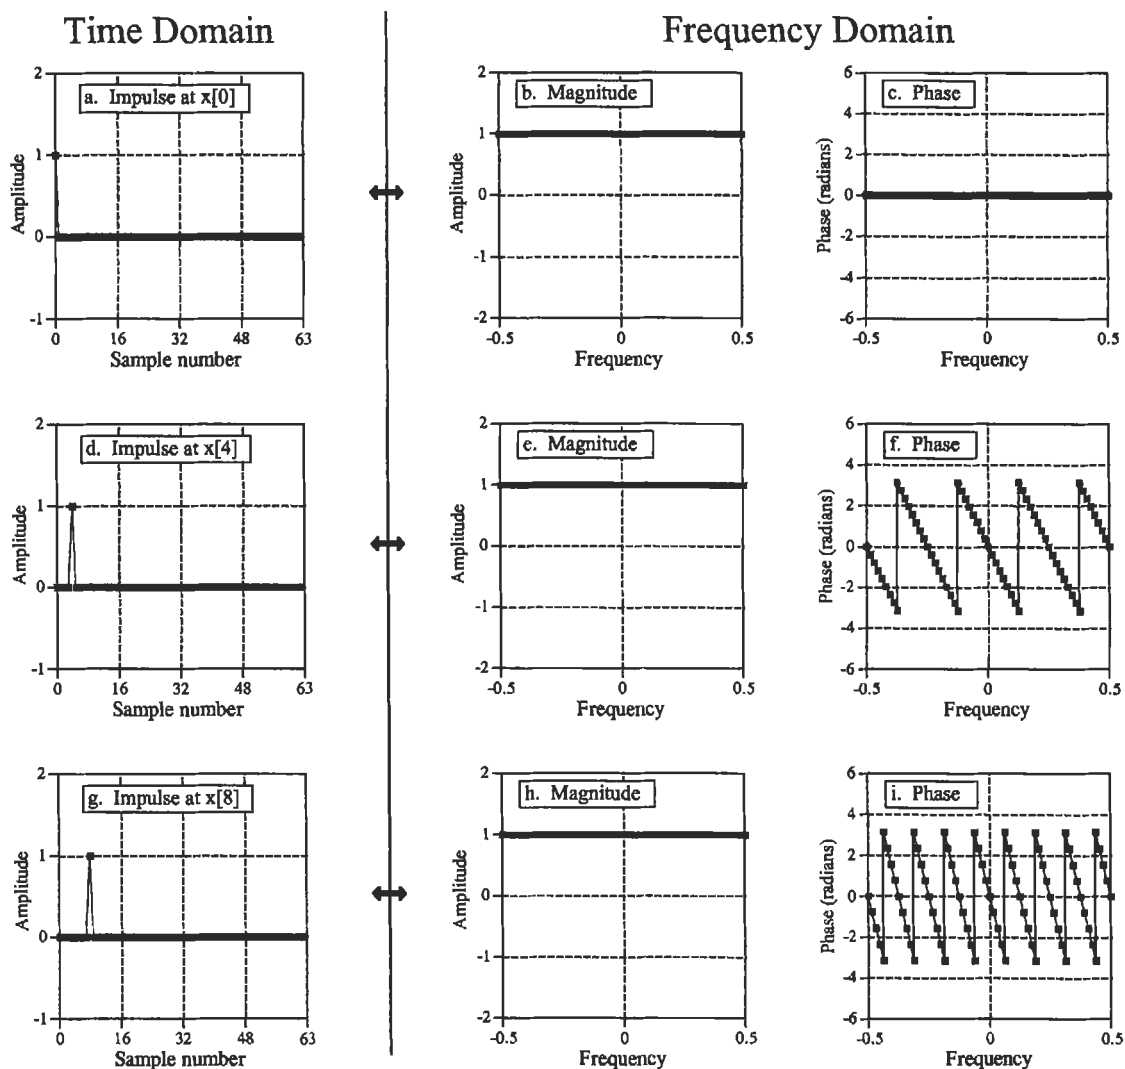 Time Domain
Frequency Domain
a. Impulse at x[0]
2
1
0
-1
Amplitude
0 16 32 48 63
Sample number
b. Magnitude
2
1
0
-1
-2
Amplitude
-0.5 0 0.5
Frequency
c. Phase
6
4
2
0
-2
-4
-6
Phase (radians)
-0.5 0 0.5
Frequency
d. Impulse at x[4]
2
1
0
-1
Amplitude
0 16 32 48 63
Sample number
e. Magnitude
2
1
0
-1
-2
Amplitude
-0.5 0 0.5
Frequency
f. Phase
6
4
2
0
-2
-4
-6
Phase (radians)
-0.5 0 0.5
Frequency
g. Impulse at x[8]
2
1
0
-1
Amplitude
0 16 32 48 63
Sample number
h. Magnitude
2
1
0
-1
-2
Amplitude
-0.5 0 0.5
Frequency
i. Phase
6
4
2
0
-2
-4
-6
Phase (radians)
-0.5 0 0.5
Frequency